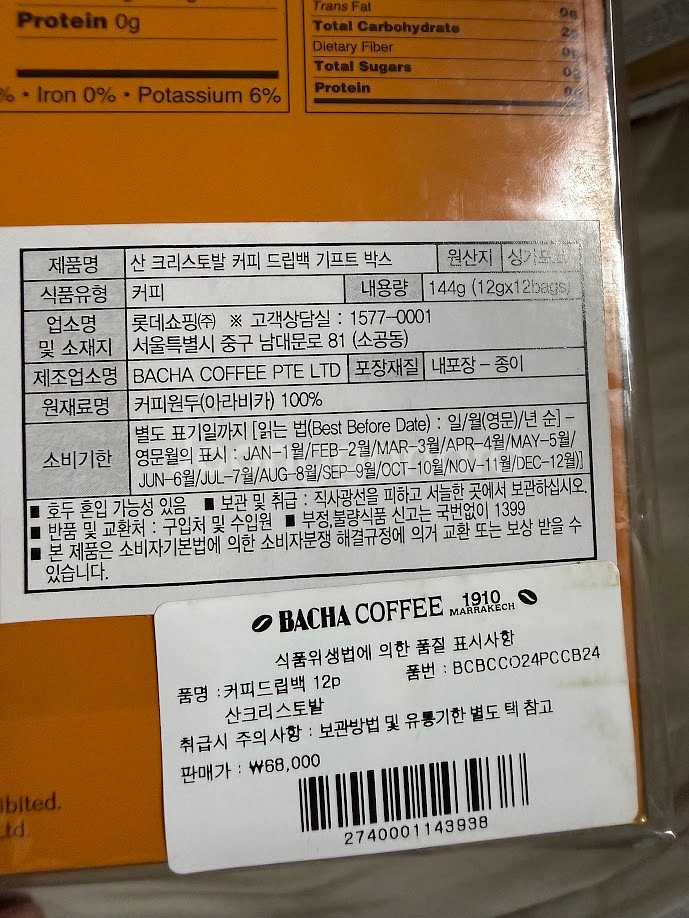 Protein 0g
% • Iron 0% • Potassium 6%
Trans Fat 0g
Total Carbohydrate 2g
Dietary Fiber 0g
Total Sugars 0g
Protein 0g
제품명 산 크리스토발 커피 드립백 기프트 박스 원산지 싱가포르
식품유형 커피 내용량 144g (12gx12bags)
업소명 및 소재지 롯데쇼핑㈜ ※ 고객상담실 : 1577-0001
서울특별시 중구 남대문로 81 (소공동)
제조업소명 BACHA COFFEE PTE LTD 포장재질 내포장 - 종이
원재료명 커피원두(아라비카) 100%
소비기한 별도 표기일까지 [읽는 법(Best Before Date) : 일/월(영문)/년 순] -
영문월의 표시 : JAN-1월/FEB-2월/MAR-3월/APR-4월/MAY-5월/
JUN-6월/JUL-7월/AUG-8월/SEP-9월/OCT-10월/NOV-11월/DEC-12월)]
■ 호두 혼입 가능성 있음 ■ 보관 및 취급 : 직사광선을 피하고 서늘한 곳에서 보관하십시오.
■ 반품 및 교환처 : 구입처 및 수입원 ■ 부정,불량식품 신고는 국번없이 1399
■ 본 제품은 소비자기본법에 의한 소비자분쟁 해결규정에 의거 교환 또는 보상 받을 수
있습니다.
BACHA COFFEE 1910 MARRAKECH
식품위생법에 의한 품질 표시사항
품명 : 커피드립백 12p 품번 : BCBCCO24PCCB24
산크리스토발
취급시 주의사항 : 보관방법 및 유통기한 별도 택 참고
판매가 : ₩68,000
2740001143938
ibited.
Ltd.